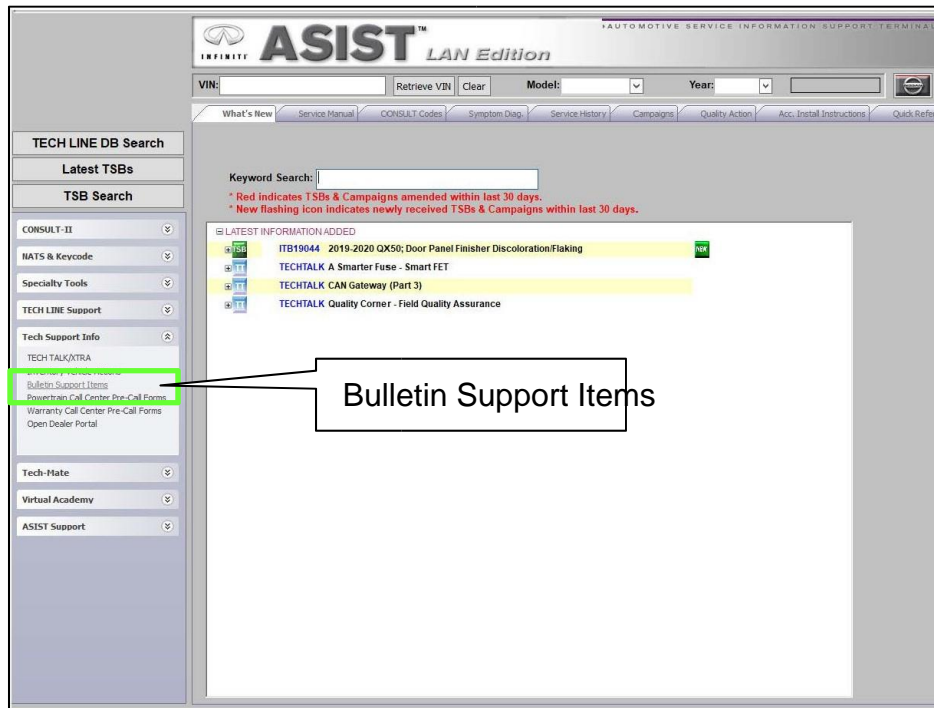 INFINITI ASIST™ LAN Edition
AUTOMOTIVE SERVICE INFORMATION SUPPORT TERMINAL
VIN: Retrieve VIN Clear Model: Year:
What's New Service Manual CONSULT Codes Symptom Diag. Service History Campaigns Quality Action Acc. Install Instructions Quick Refe
TECH LINE DB Search
Latest TSBs
TSB Search
CONSULT-II
NATS & Keycode
Specialty Tools
TECH LINE Support
Tech Support Info
TECH TALK/XTRA
Bulletin Support Items
Powertrain Call Center Pre-Call Forms
Warranty Call Center Pre-Call Forms
Open Dealer Portal
Tech-Mate
Virtual Academy
ASIST Support
Keyword Search:
* Red indicates TSBs & Campaigns amended within last 30 days.
* New flashing icon indicates newly received TSBs & Campaigns within last 30 days.
LATEST INFORMATION ADDED
TSB ITB19044 2019-2020 QX50; Door Panel Finisher Discoloration/Flaking NEW
TT TECHTALK A Smarter Fuse - Smart FET
TT TECHTALK CAN Gateway (Part 3)
TT TECHTALK Quality Corner - Field Quality Assurance
Bulletin Support Items